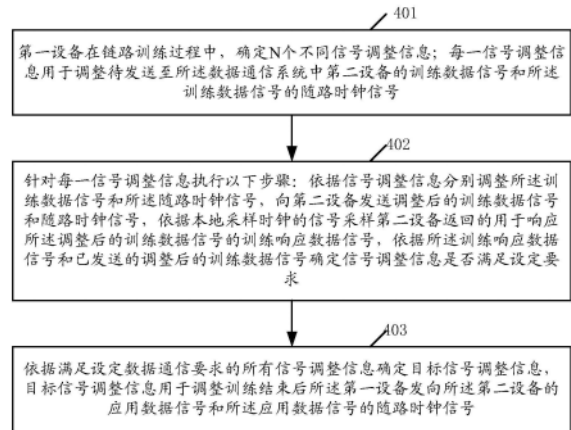 401
第一设备在链路训练过程中，确定N个不同信号调整信息；每一信号调整信
息用于调整待发送至所述数据通信系统中第二设备的训练数据信号和所述
训练数据信号的随路时钟信号
402
针对每一信号调整信息执行以下步骤：依据信号调整信息分别调整所述训
练数据信号和所述随路时钟信号，向第二设备发送调整后的训练数据信号
和随路时钟信号，依据本地采样时钟的信号采样第二设备返回的用于响应
所述调整后的训练数据信号的训练响应数据信号，依据所述训练响应数据
信号和已发送的调整后的训练数据信号确定信号调整信息是否满足设定要
求
403
依据满足设定数据通信要求的所有信号调整信息确定目标信号调整信息，
目标信号调整信息用于调整训练结束后所述第一设备发向所述第二设备的
应用数据信号和所述应用数据信号的随路时钟信号